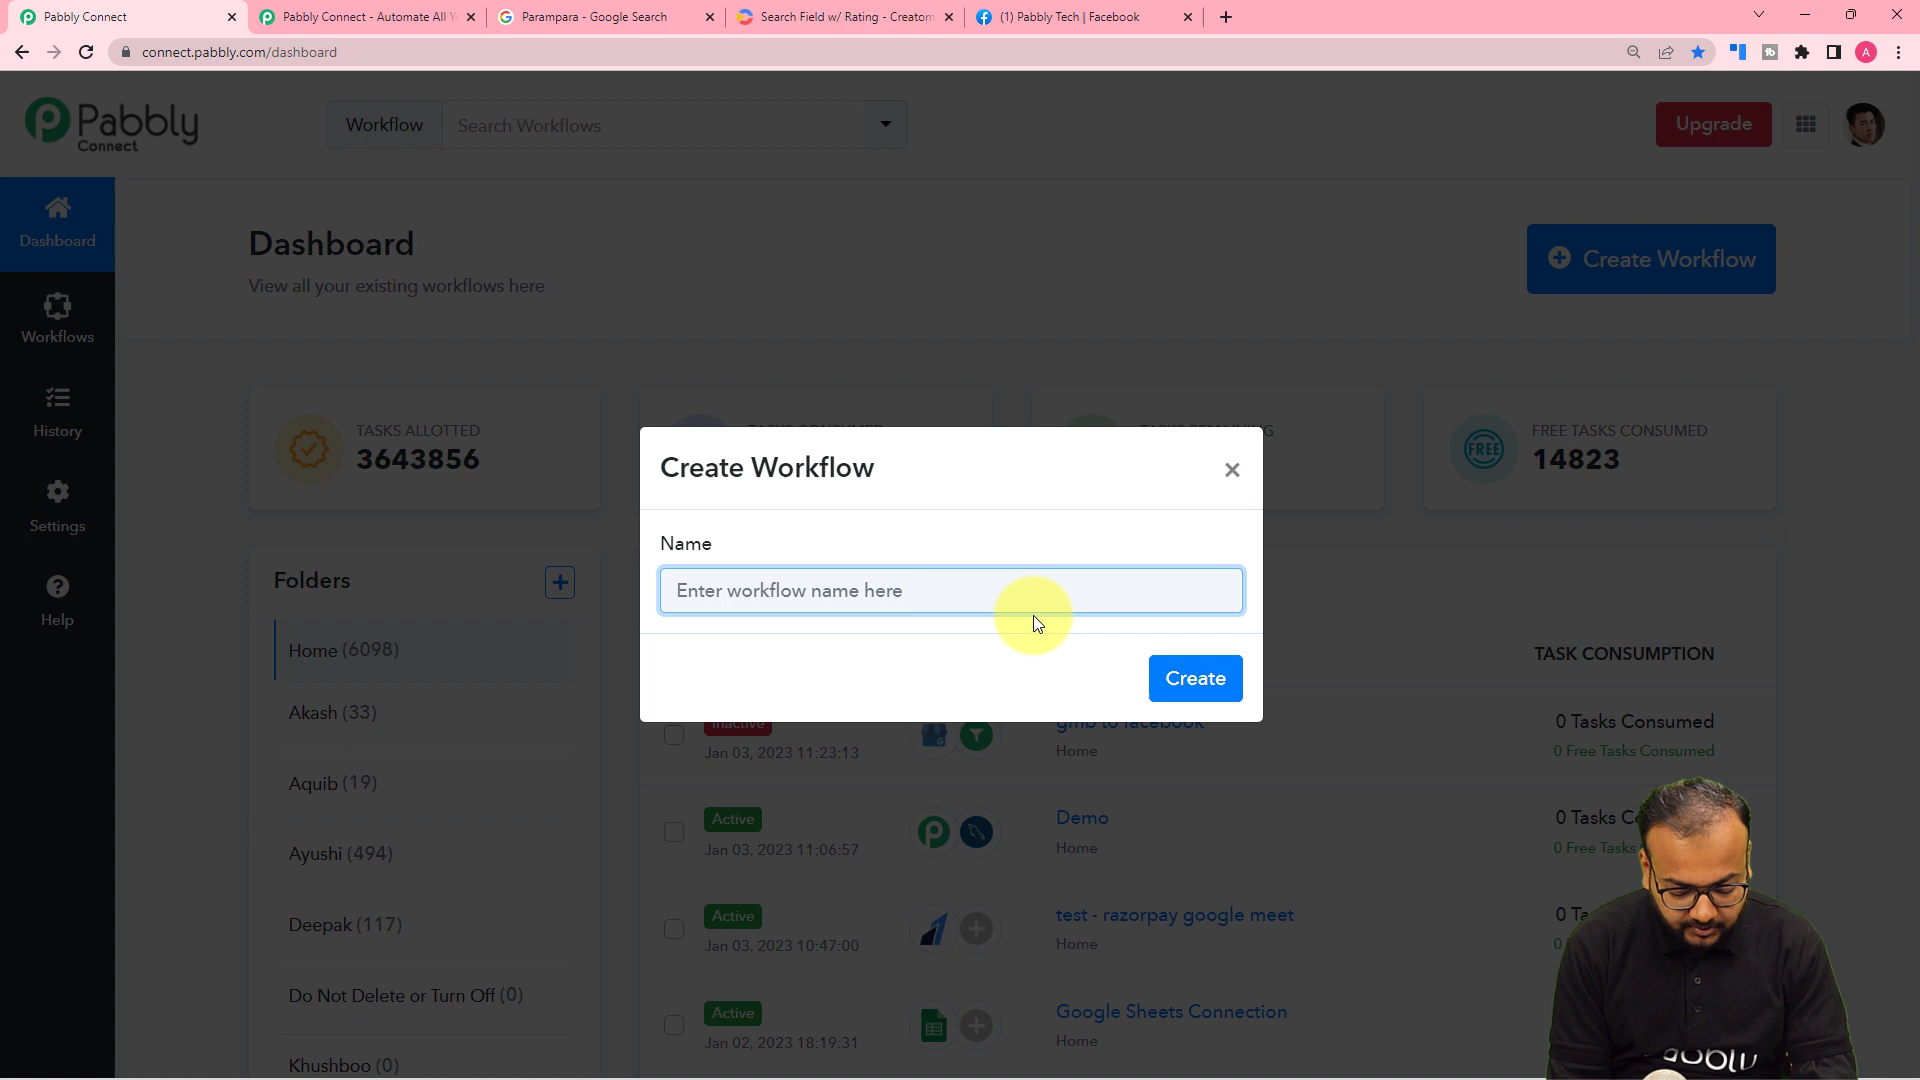 Pabbly Connect
Pabbly Connect - Automate All Y
Parampara - Google Search
Search Field w/ Rating - Creatom
(1) Pabbly Tech | Facebook
connect.pabbly.com/dashboard
A
Pabbly
Connect
Workflow
Search Workflows
Upgrade
Dashboard
Workflows
History
Settings
Help
Dashboard
View all your existing workflows here
Create Workflow
TASKS ALLOTTED
3643856
FREE
FREE TASKS CONSUMED
14823
Create Workflow
×
Name
Enter workflow name here
Create
Folders
Home (6098)
Akash (33)
Aquib (19)
Ayushi (494)
Deepak (117)
Do Not Delete or Turn Off (0)
Khushboo (0)
TASK CONSUMPTION
Inactive
Jan 03, 2023 11:23:13
gmb to facebook
Home
0 Tasks Consumed
0 Free Tasks Consumed
Active
Jan 03, 2023 11:06:57
Demo
Home
0 Tasks
0 Free Tasks
Active
Jan 03, 2023 10:47:00
test - razorpay google meet
Home
Active
Jan 02, 2023 18:19:31
Google Sheets Connection
Home